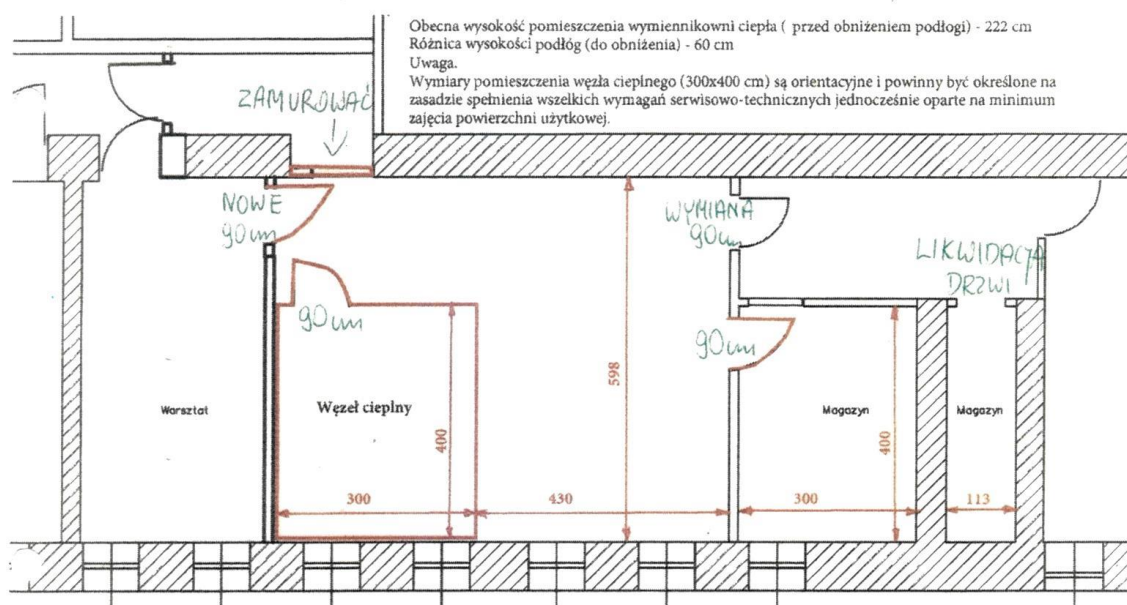 Obecna wysokość pomieszczenia wymiennikowni ciepła ( przed obniżeniem podłogi) - 222 cm
Różnica wysokości podłóg (do obniżenia) - 60 cm
Uwaga.
Wymiary pomieszczenia węzła cieplnego (300x400 cm) są orientacyjne i powinny być określone na
zasadzie spełnienia wszelkich wymagań serwisowo-technicznych jednocześnie oparte na minimum
zajęcia powierzchni użytkowej.
ZAMUROWAĆ
NOWE
90cm
WYMIANA
90cm
LIKWIDACJA
DRZWI
90cm
90cm
598
Warsztat
Węzeł cieplny
400
Magazyn
400
Magazyn
300
430
300
113